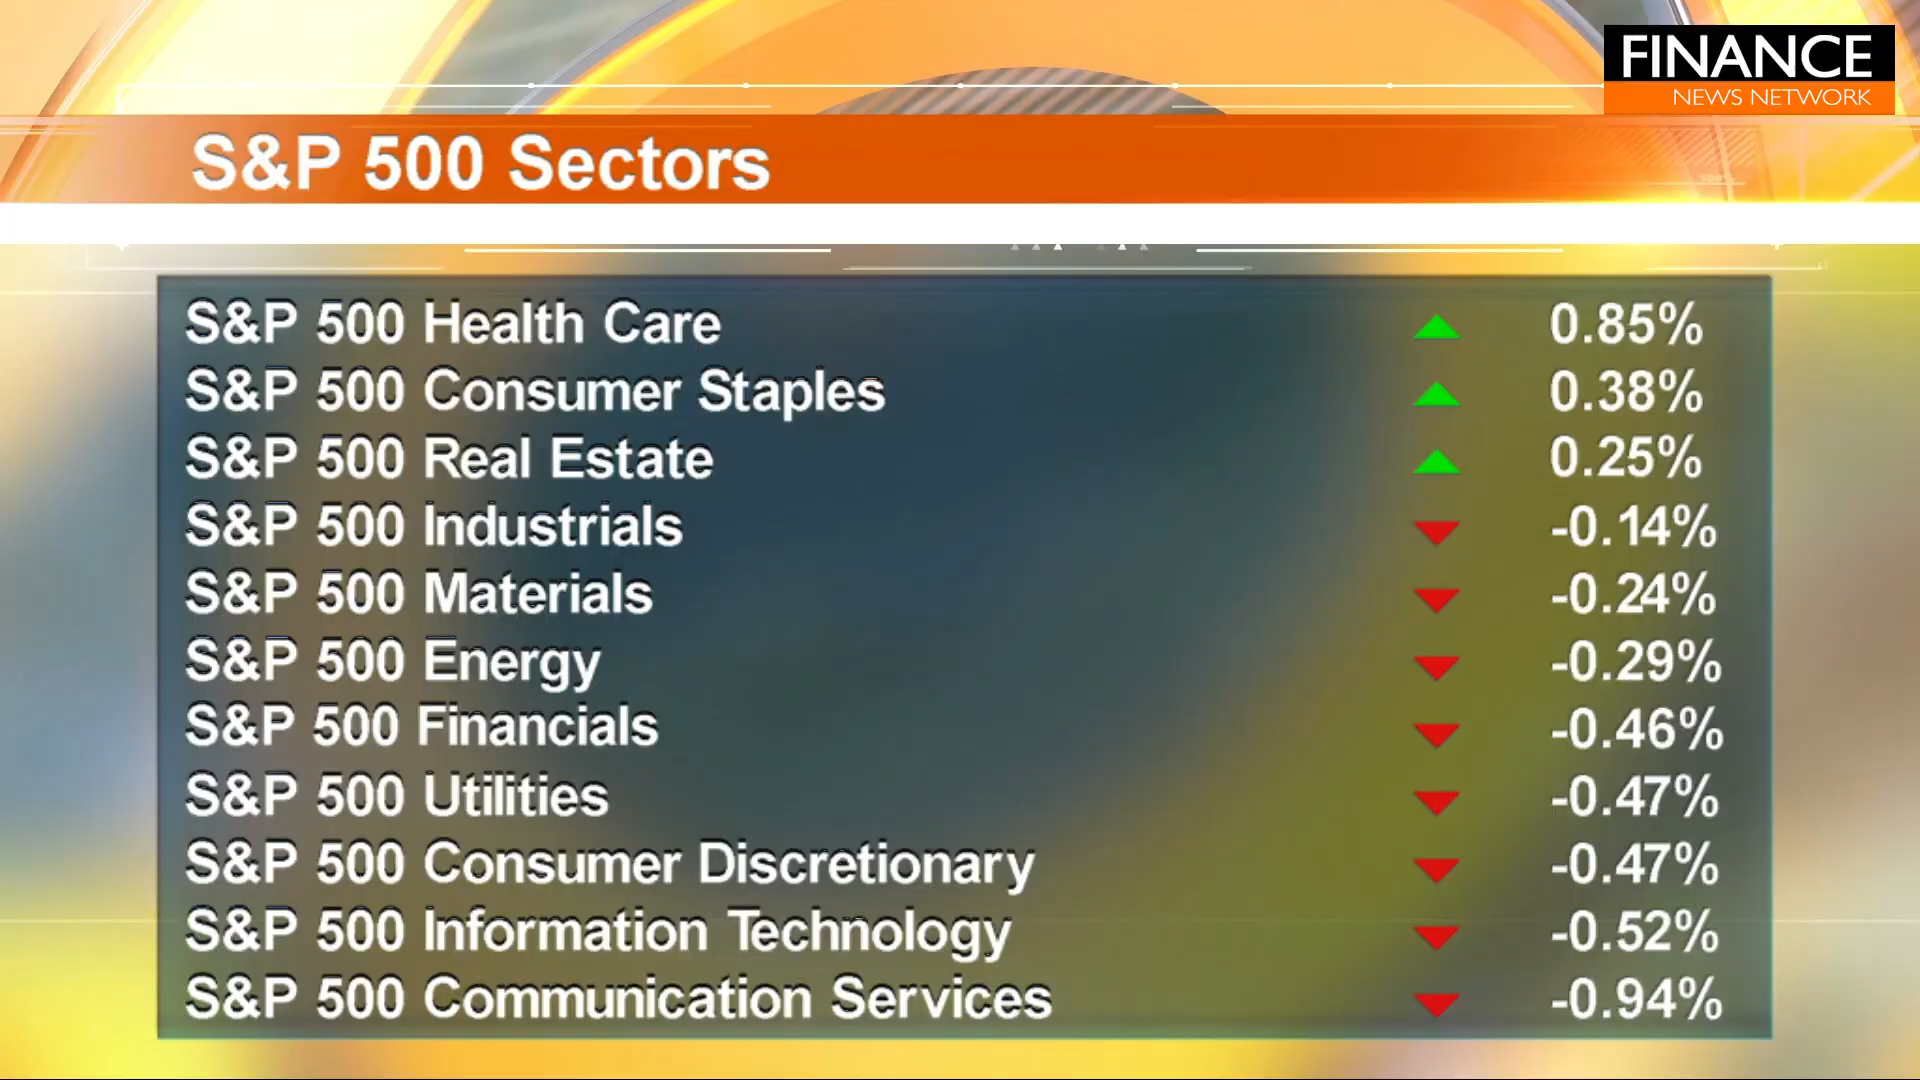 FINANCE
NEWS NETWORK
S&P 500 Sectors
S&P 500 Health Care 0.85%
S&P 500 Consumer Staples 0.38%
S&P 500 Real Estate 0.25%
S&P 500 Industrials -0.14%
S&P 500 Materials -0.24%
S&P 500 Energy -0.29%
S&P 500 Financials -0.46%
S&P 500 Utilities -0.47%
S&P 500 Consumer Discretionary -0.47%
S&P 500 Information Technology -0.52%
S&P 500 Communication Services -0.94%